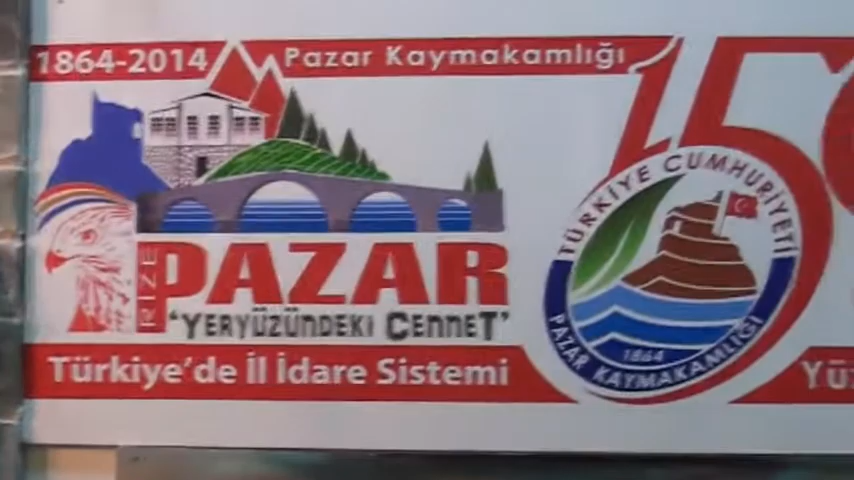 1864-2014
Pazar Kaymakamlığı
RİZE
PAZAR
'YERYÜZÜNDEKİ CENNET'
Türkiye'de İl İdare Sistemi
15
TÜRKİYE CUMHURİYETİ
1864
PAZAR KAYMAKAMLIĞI